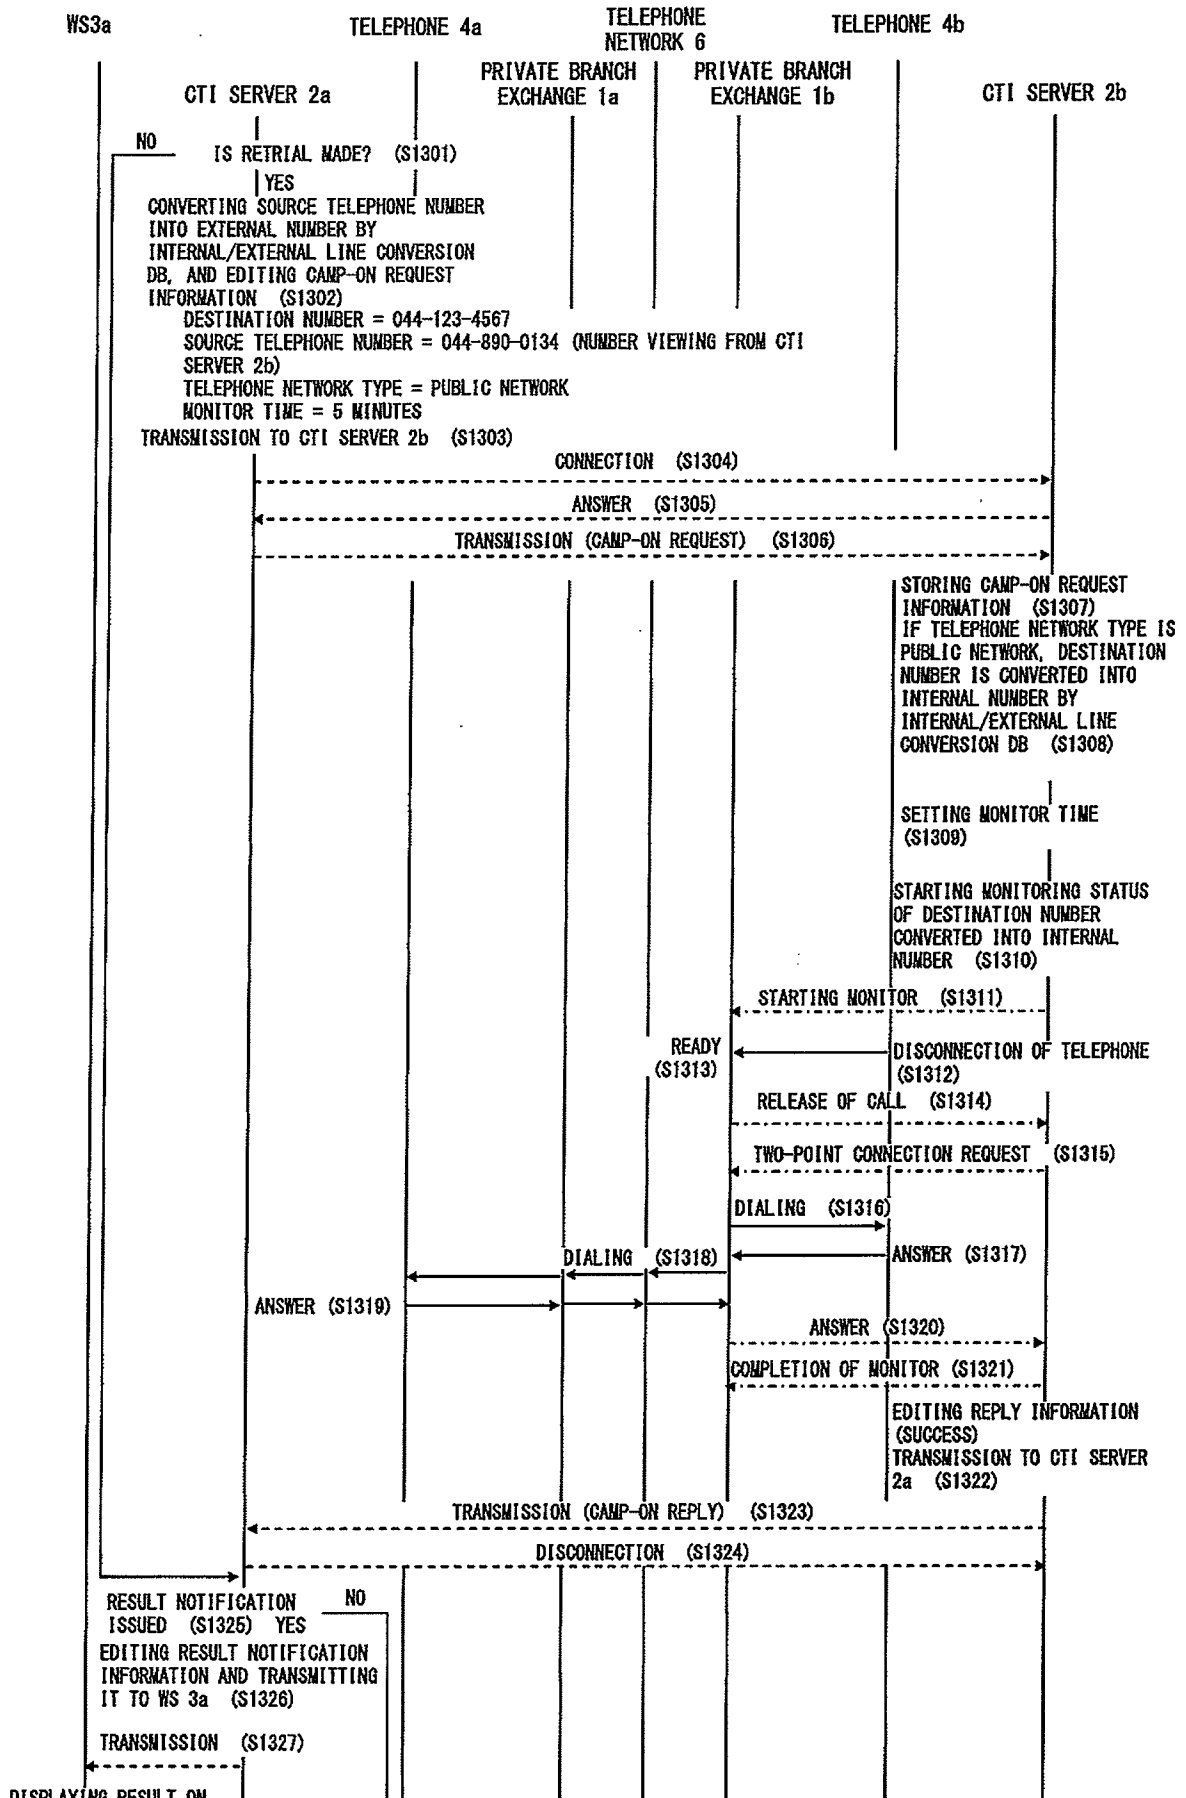 WS3a
TELEPHONE 4a
TELEPHONE
NETWORK 6
TELEPHONE 4b
CTI SERVER 2a
PRIVATE BRANCH
EXCHANGE 1a
PRIVATE BRANCH
EXCHANGE 1b
CTI SERVER 2b
NO
IS RETRIAL MADE? (S1301)
YES
CONVERTING SOURCE TELEPHONE NUMBER
INTO EXTERNAL NUMBER BY
INTERNAL/EXTERNAL LINE CONVERSION
DB, AND EDITING CAMP-ON REQUEST
INFORMATION (S1302)
DESTINATION NUMBER = 044-123-4567
SOURCE TELEPHONE NUMBER = 044-890-0134 (NUMBER VIEWING FROM CTI
SERVER 2b)
TELEPHONE NETWORK TYPE = PUBLIC NETWORK
MONITOR TIME = 5 MINUTES
TRANSMISSION TO CTI SERVER 2b (S1303)
CONNECTION (S1304)
ANSWER (S1305)
TRANSMISSION (CAMP-ON REQUEST) (S1306)
STORING CAMP-ON REQUEST
INFORMATION (S1307)
IF TELEPHONE NETWORK TYPE IS
PUBLIC NETWORK, DESTINATION
NUMBER IS CONVERTED INTO
INTERNAL NUMBER BY
INTERNAL/EXTERNAL LINE
CONVERSION DB (S1308)
SETTING MONITOR TIME
(S1309)
STARTING MONITORING STATUS
OF DESTINATION NUMBER
CONVERTED INTO INTERNAL
NUMBER (S1310)
STARTING MONITOR (S1311)
READY
(S1313)
DISCONNECTION OF TELEPHONE
(S1312)
RELEASE OF CALL (S1314)
TWO-POINT CONNECTION REQUEST (S1315)
DIALING (S1316)
ANSWER (S1317)
DIALING (S1318)
ANSWER (S1319)
ANSWER (S1320)
COMPLETION OF MONITOR (S1321)
EDITING REPLY INFORMATION
(SUCCESS)
TRANSMISSION TO CTI SERVER
2a (S1322)
TRANSMISSION (CAMP-ON REPLY) (S1323)
DISCONNECTION (S1324)
RESULT NOTIFICATION
ISSUED (S1325) YES
NO
EDITING RESULT NOTIFICATION
INFORMATION AND TRANSMITTING
IT TO WS 3a (S1326)
TRANSMISSION (S1327)
DISPLAYING RESULT ON